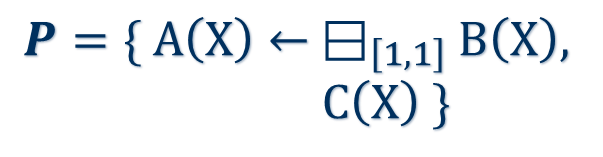 P = { A(X) ← ⊟[1,1] B(X),
C(X) }